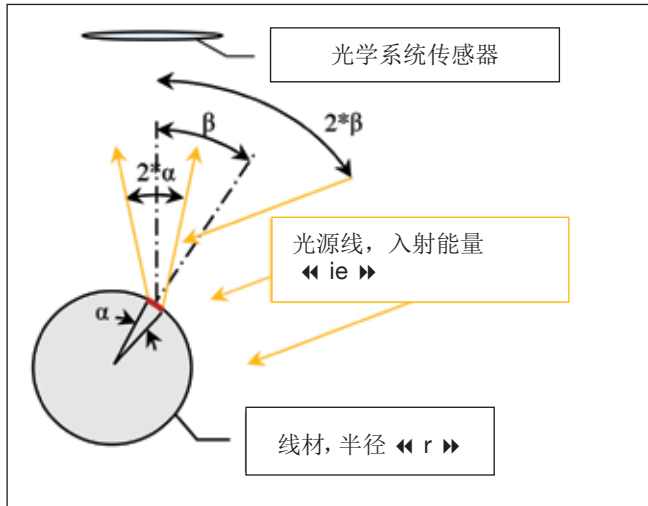 光学系统传感器
β
2*β
2*α
光源线，入射能量
« ie »
α
线材，半径 « r »